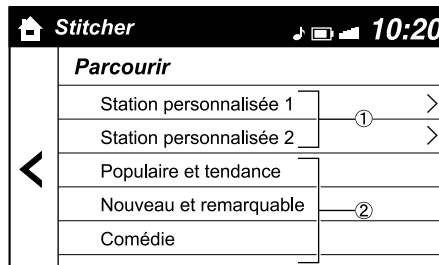 Stitcher 10:20
Parcourir
Station personnalisée 1
①
Station personnalisée 2
Populaire et tendance
Nouveau et remarquable
②
Comédie